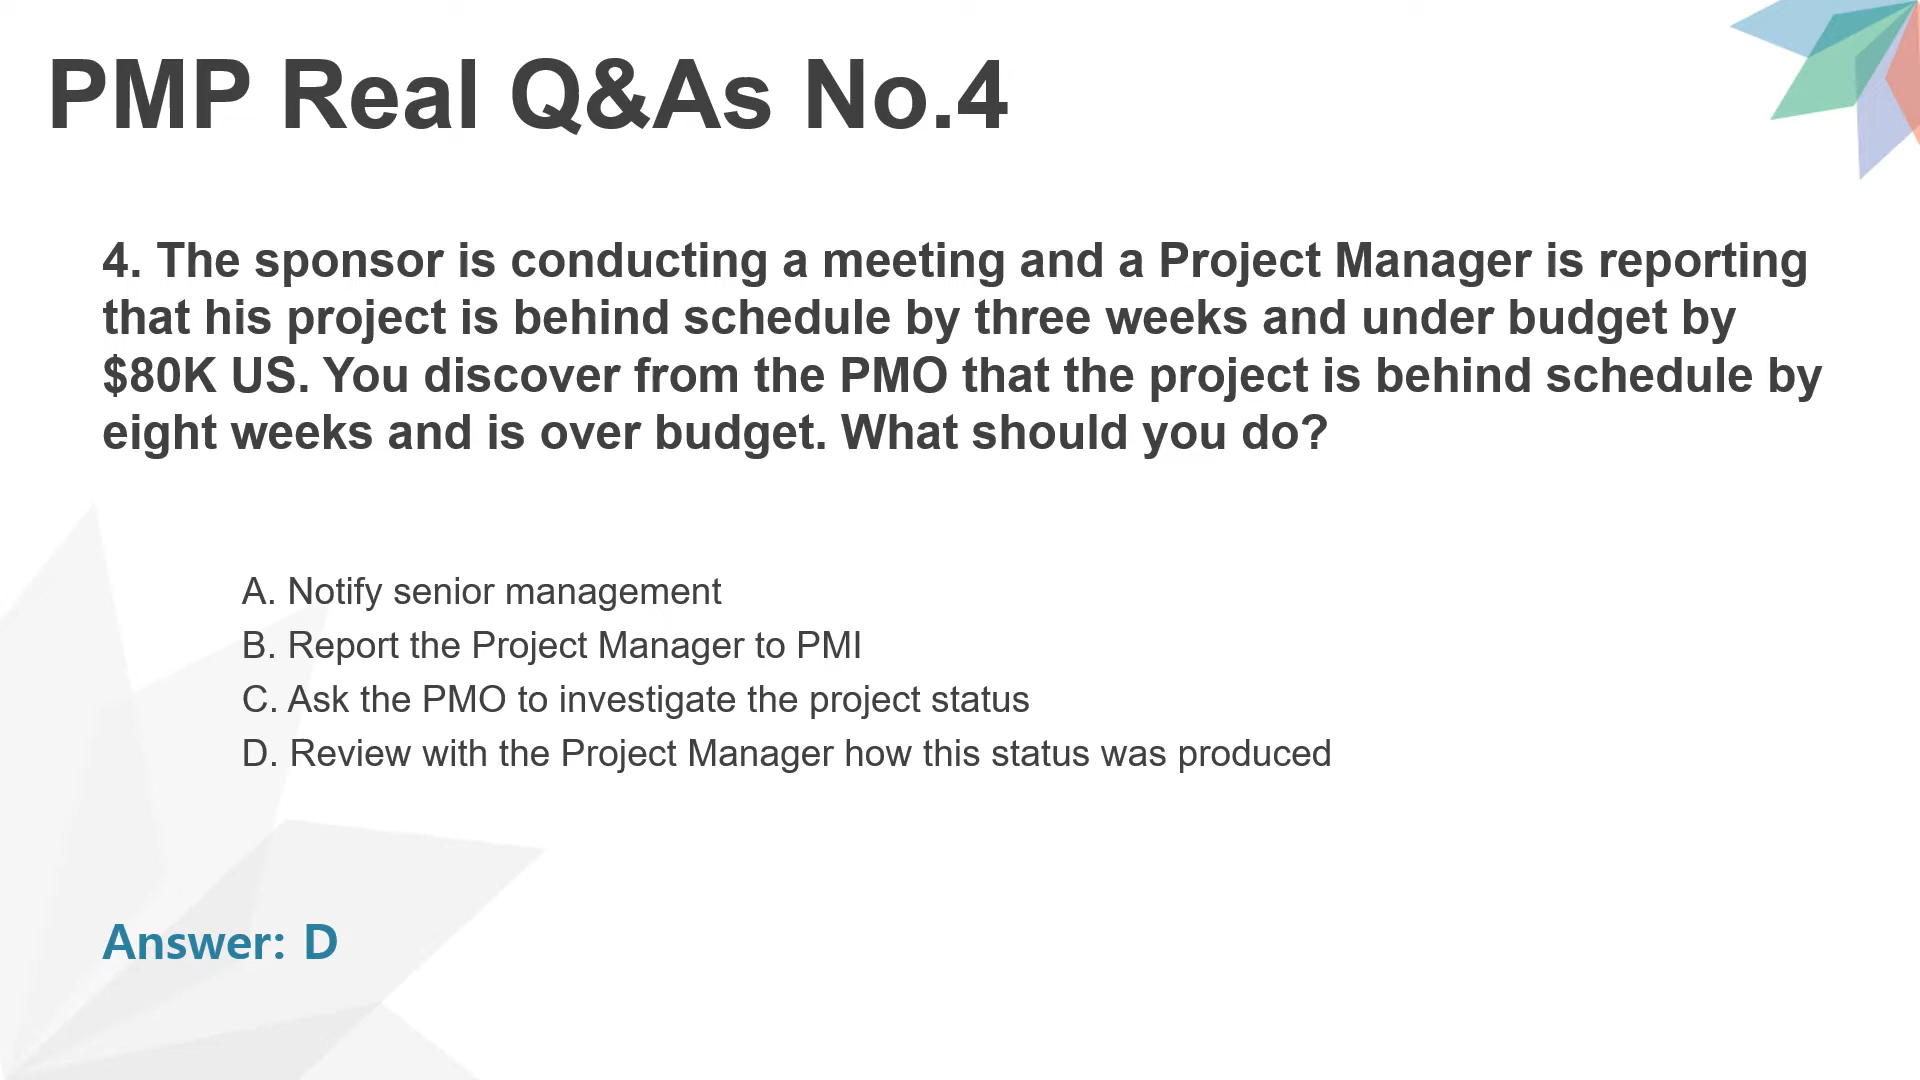 PMP Real Q&As No.4
4. The sponsor is conducting a meeting and a Project Manager is reporting
that his project is behind schedule by three weeks and under budget by
$80K US. You discover from the PMO that the project is behind schedule by
eight weeks and is over budget. What should you do?
A. Notify senior management
B. Report the Project Manager to PMI
C. Ask the PMO to investigate the project status
D. Review with the Project Manager how this status was produced
Answer: D